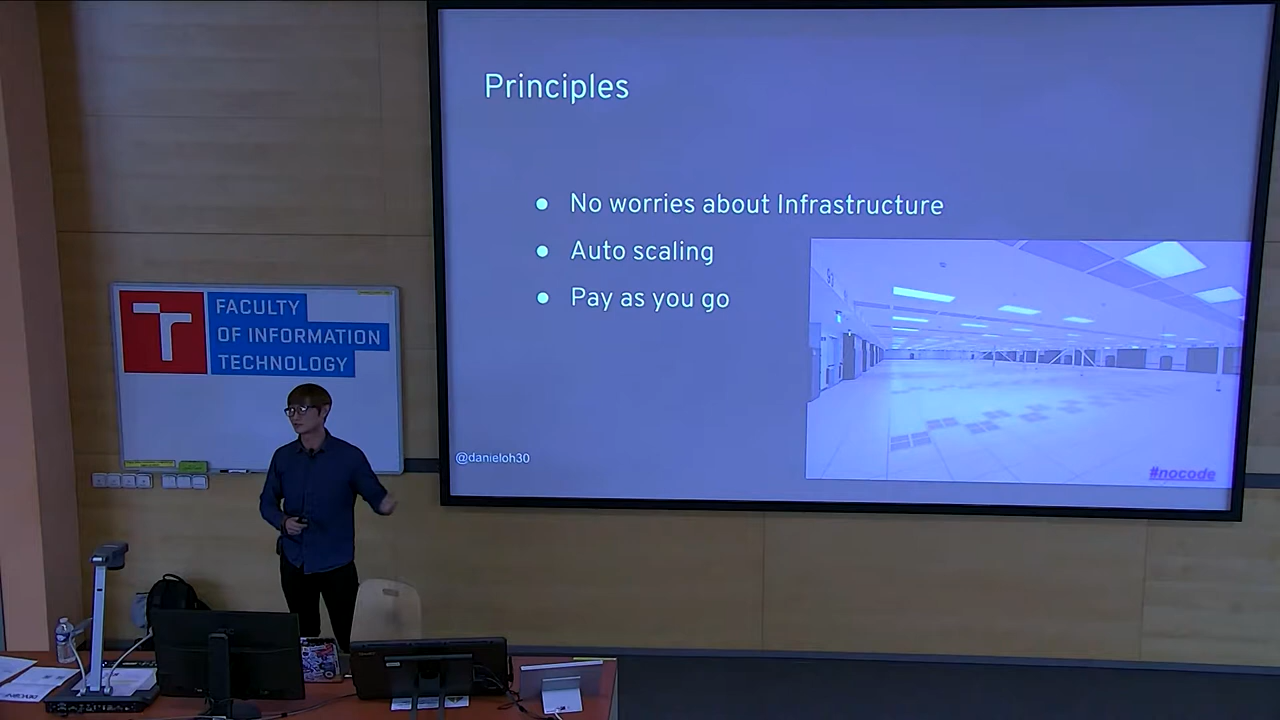 Principles
● No worries about Infrastructure
● Auto scaling
● Pay as you go
@danieloh30
#nocode
FACULTY
OF INFORMATION
TECHNOLOGY